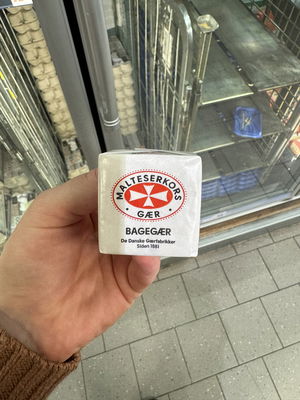 MALTESERKORS
GÆR
BAGEGÆR
De Danske Gærfabrikker
Siden 1881